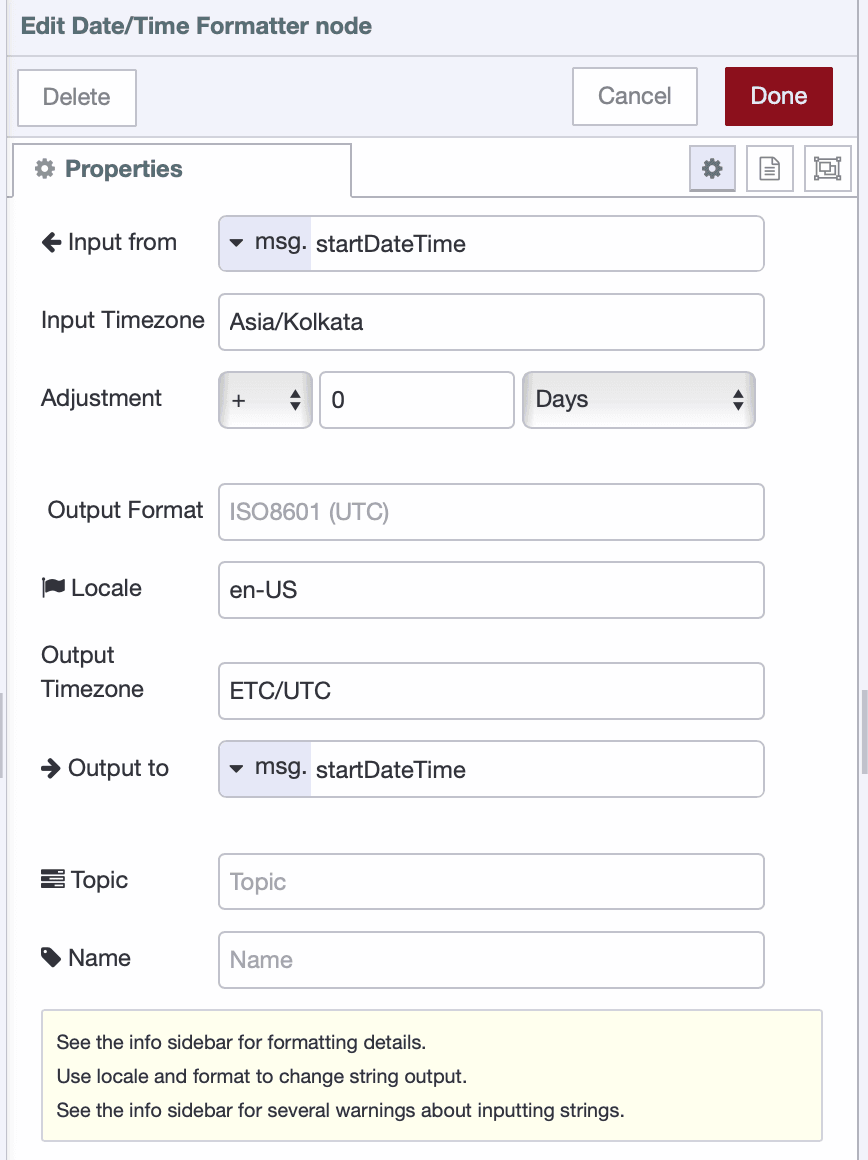 Edit Date/Time Formatter node
Delete
Cancel
Done
Properties
Input from
msg. startDateTime
Input Timezone
Asia/Kolkata
Adjustment
+
0
Days
Output Format
ISO8601 (UTC)
Locale
en-US
Output
Timezone
ETC/UTC
Output to
msg. startDateTime
Topic
Topic
Name
Name
See the info sidebar for formatting details.
Use locale and format to change string output.
See the info sidebar for several warnings about inputting strings.